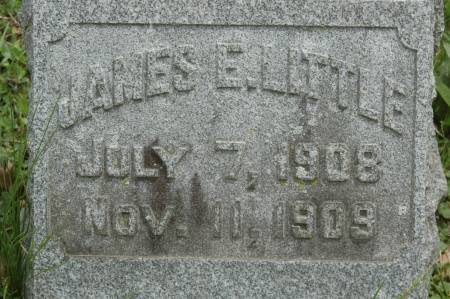 JAMES E. LITTLE
JULY 7, 1908
NOV. 11, 1909